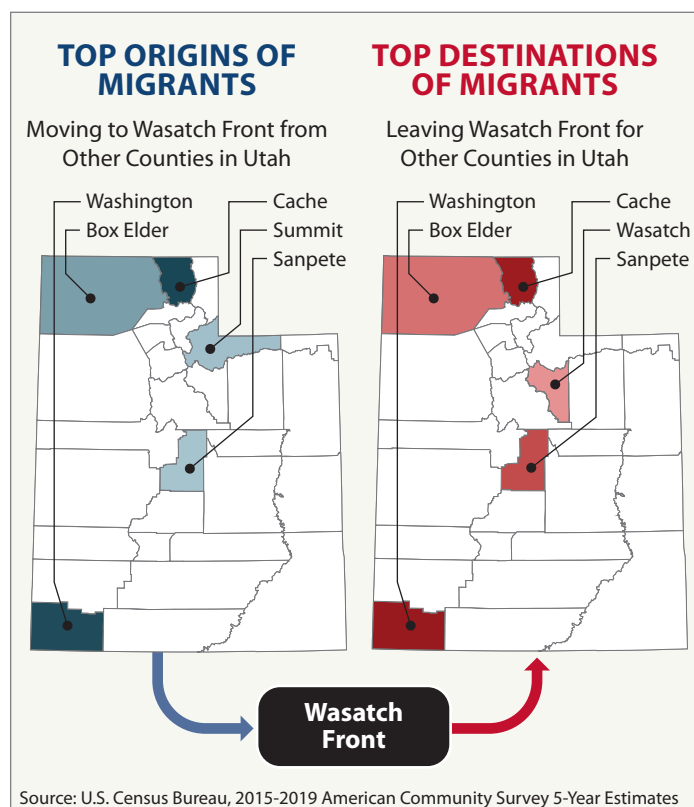 TOP ORIGINS OF
MIGRANTS
Moving to Wasatch Front from
Other Counties in Utah
Washington
Box Elder
Cache
Summit
Sanpete
TOP DESTINATIONS
OF MIGRANTS
Leaving Wasatch Front for
Other Counties in Utah
Washington
Box Elder
Cache
Wasatch
Sanpete
Wasatch
Front
Source: U.S. Census Bureau, 2015-2019 American Community Survey 5-Year Estimates